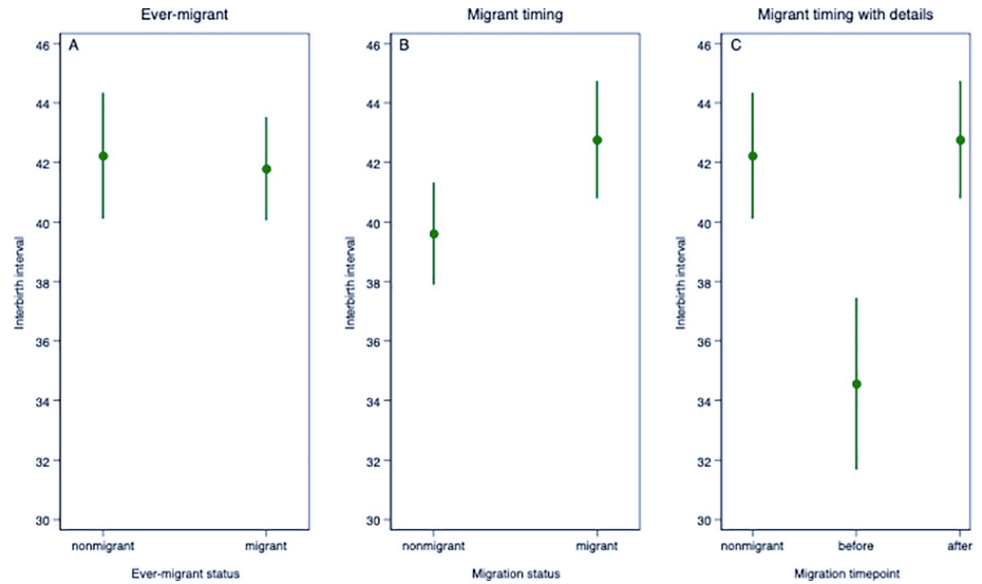 Ever-migrant
A
46
44
42
40
38
36
34
32
30
Interbirth interval
nonmigrant migrant
Ever-migrant status
Migrant timing
B
46
44
42
40
38
36
34
32
30
Interbirth interval
nonmigrant migrant
Migration status
Migrant timing with details
C
46
44
42
40
38
36
34
32
30
Interbirth interval
nonmigrant before after
Migration timepoint